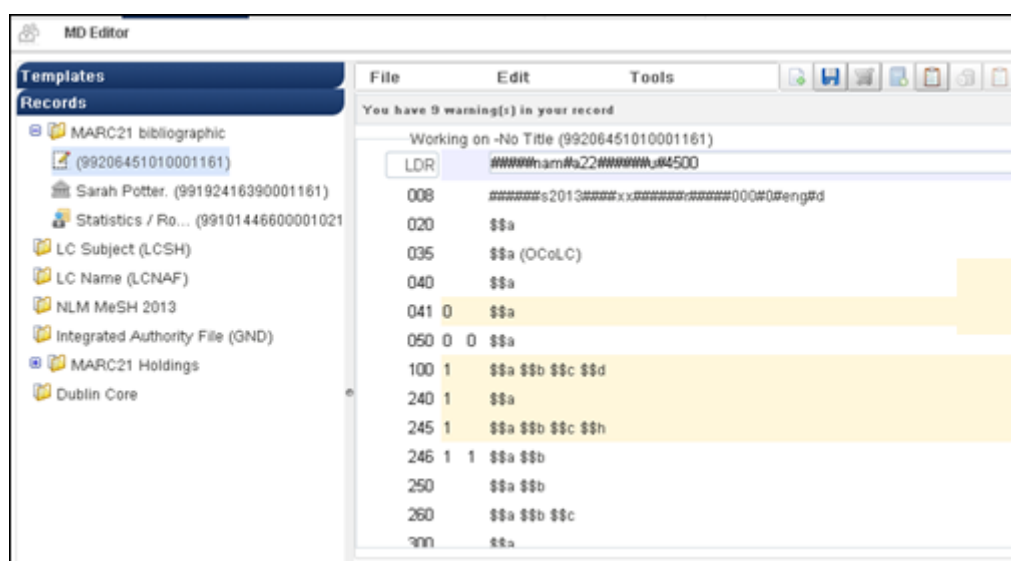 MD Editor
Templates
Records
MARC21 bibliographic
(99206451010001161)
Sarah Potter. (99192416390001161)
Statistics / Ro... (99101446600001021
LC Subject (LCSH)
LC Name (LCNAF)
NLM MeSH 2013
Integrated Authority File (GND)
MARC21 Holdings
Dublin Core
File Edit Tools
You have 9 warning(s) in your record
Working on -No Title (99206451010001161)
LDR #####nam#a22######u#4500
008 ######s2013####xx######r#####000#0#eng#d
020 $$a
035 $$a (OCoLC)
040 $$a
041 0 $$a
050 0 0 $$a
100 1 $$a $$b $$c $$d
240 1 $$a
245 1 $$a $$b $$c $$h
246 1 1 $$a $$b
250 $$a $$b
260 $$a $$b $$c
300 $$a